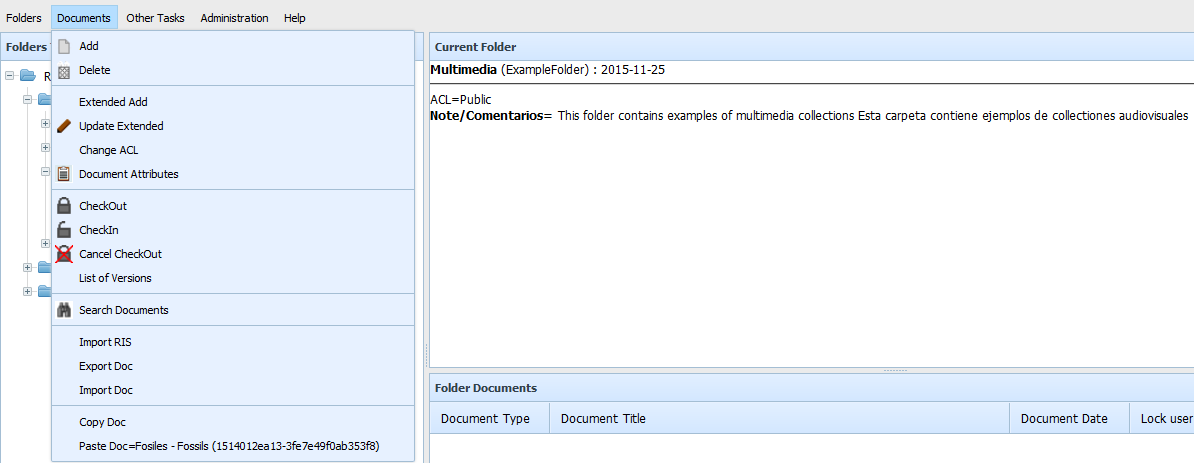 Folders Documents Other Tasks Administration Help
Folders
R
Add
Delete
Extended Add
Update Extended
Change ACL
Document Attributes
CheckOut
CheckIn
Cancel CheckOut
List of Versions
Search Documents
Import RIS
Export Doc
Import Doc
Copy Doc
Paste Doc=Fosiles - Fossils (1514012ea13-3fe7e49f0ab353f8)
Current Folder
Multimedia (ExampleFolder) : 2015-11-25
ACL=Public
Note/Comentarios= This folder contains examples of multimedia collections Esta carpeta contiene ejemplos de collectiones audiovisuales
Folder Documents
Document Type Document Title Document Date Lock user